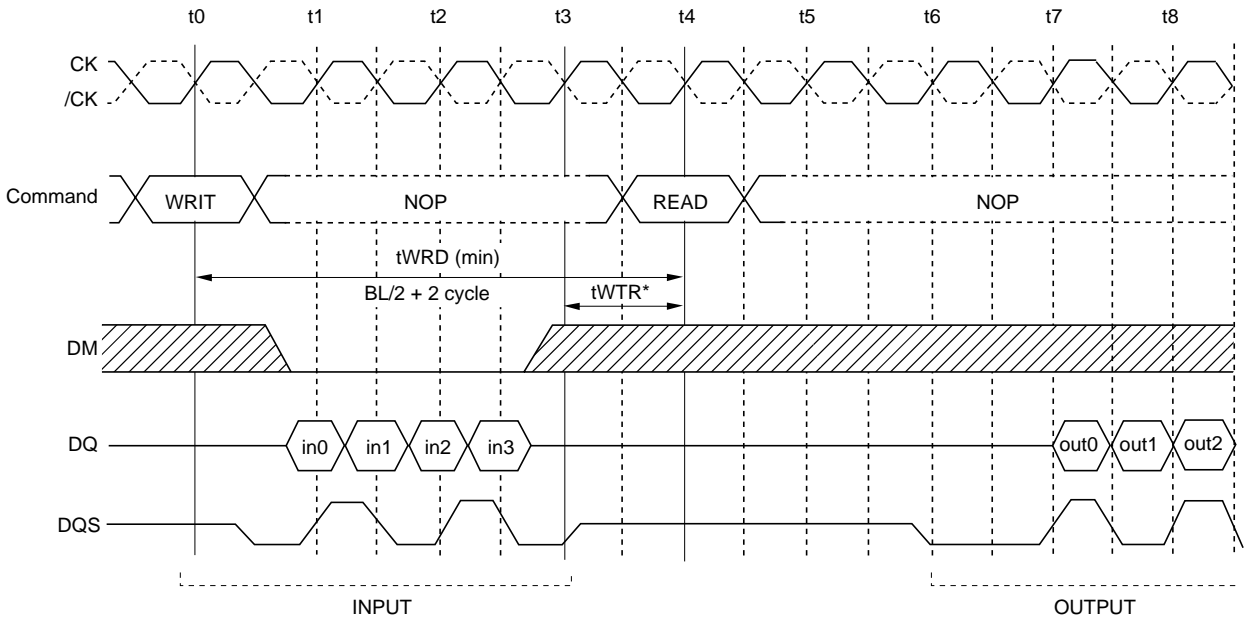 t0 t1 t2 t3 t4 t5 t6 t7 t8
CK
/CK
Command WRIT NOP READ NOP
tWRD (min)
BL/2 + 2 cycle
tWTR*
DM
DQ in0 in1 in2 in3 out0 out1 out2
DQS
INPUT OUTPUT